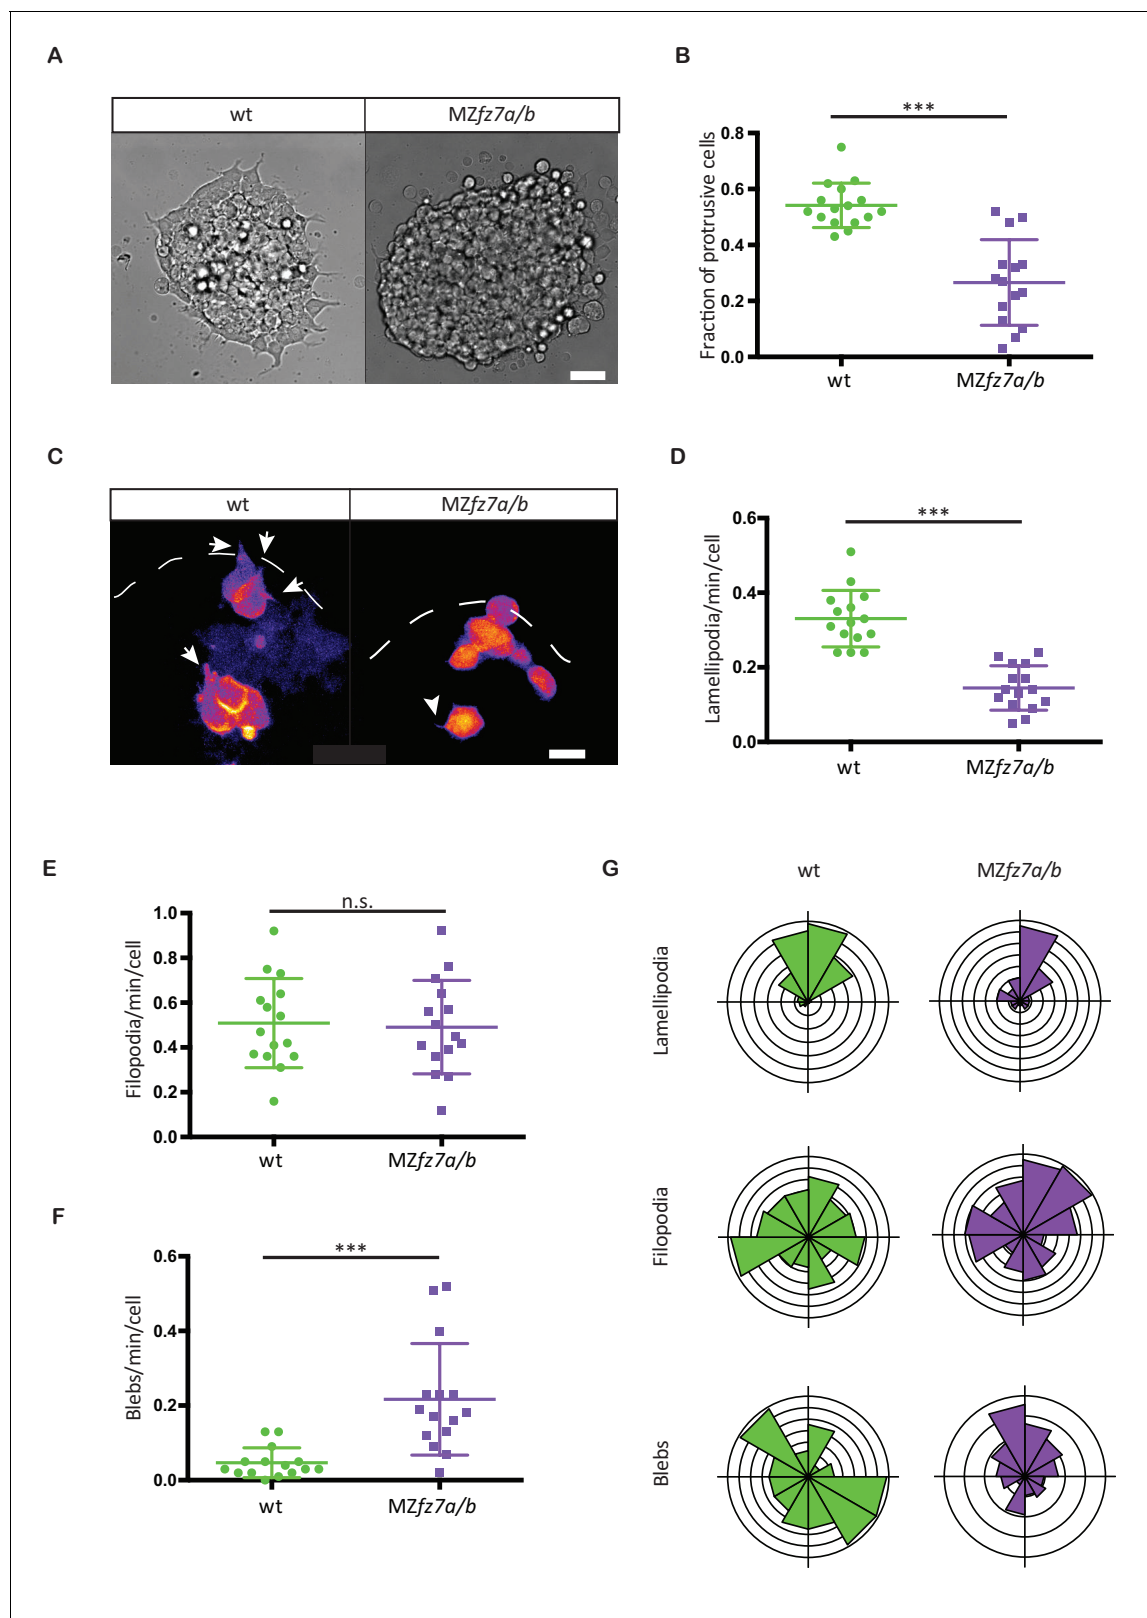 A
wt
MZfz7a/b
B
***
Fraction of protrusive cells
0.8
0.6
0.4
0.2
0.0
wt
MZfz7a/b
C
wt
MZfz7a/b
D
***
Lamellipodia/min/cell
0.6
0.4
0.2
0.0
wt
MZfz7a/b
E
n.s.
Filopodia/min/cell
1.0
0.8
0.6
0.4
0.2
0.0
wt
MZfz7a/b
F
***
Blebs/min/cell
0.6
0.4
0.2
0.0
wt
MZfz7a/b
G
wt
MZfz7a/b
Lamellipodia
Filopodia
Blebs